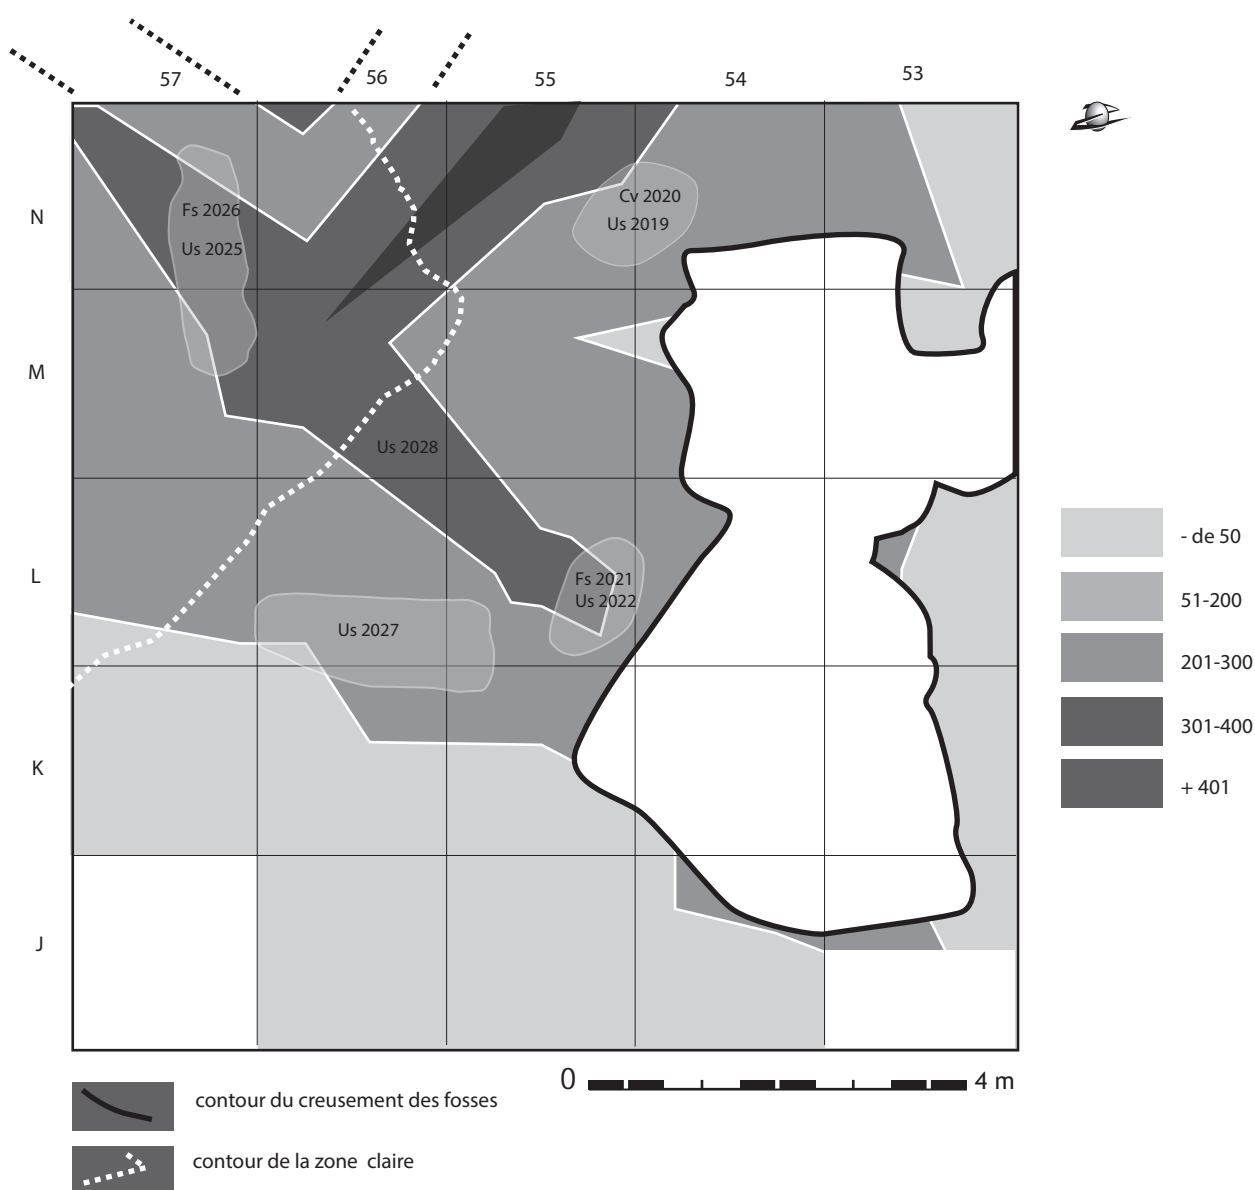 57 56 55 54 53
N
M
L
K
J
Fs 2026
Us 2025
Cv 2020
Us 2019
Us 2028
Fs 2021
Us 2022
Us 2027
- de 50
51-200
201-300
301-400
+ 401
0 4 m
contour du creusement des fosses
contour de la zone claire